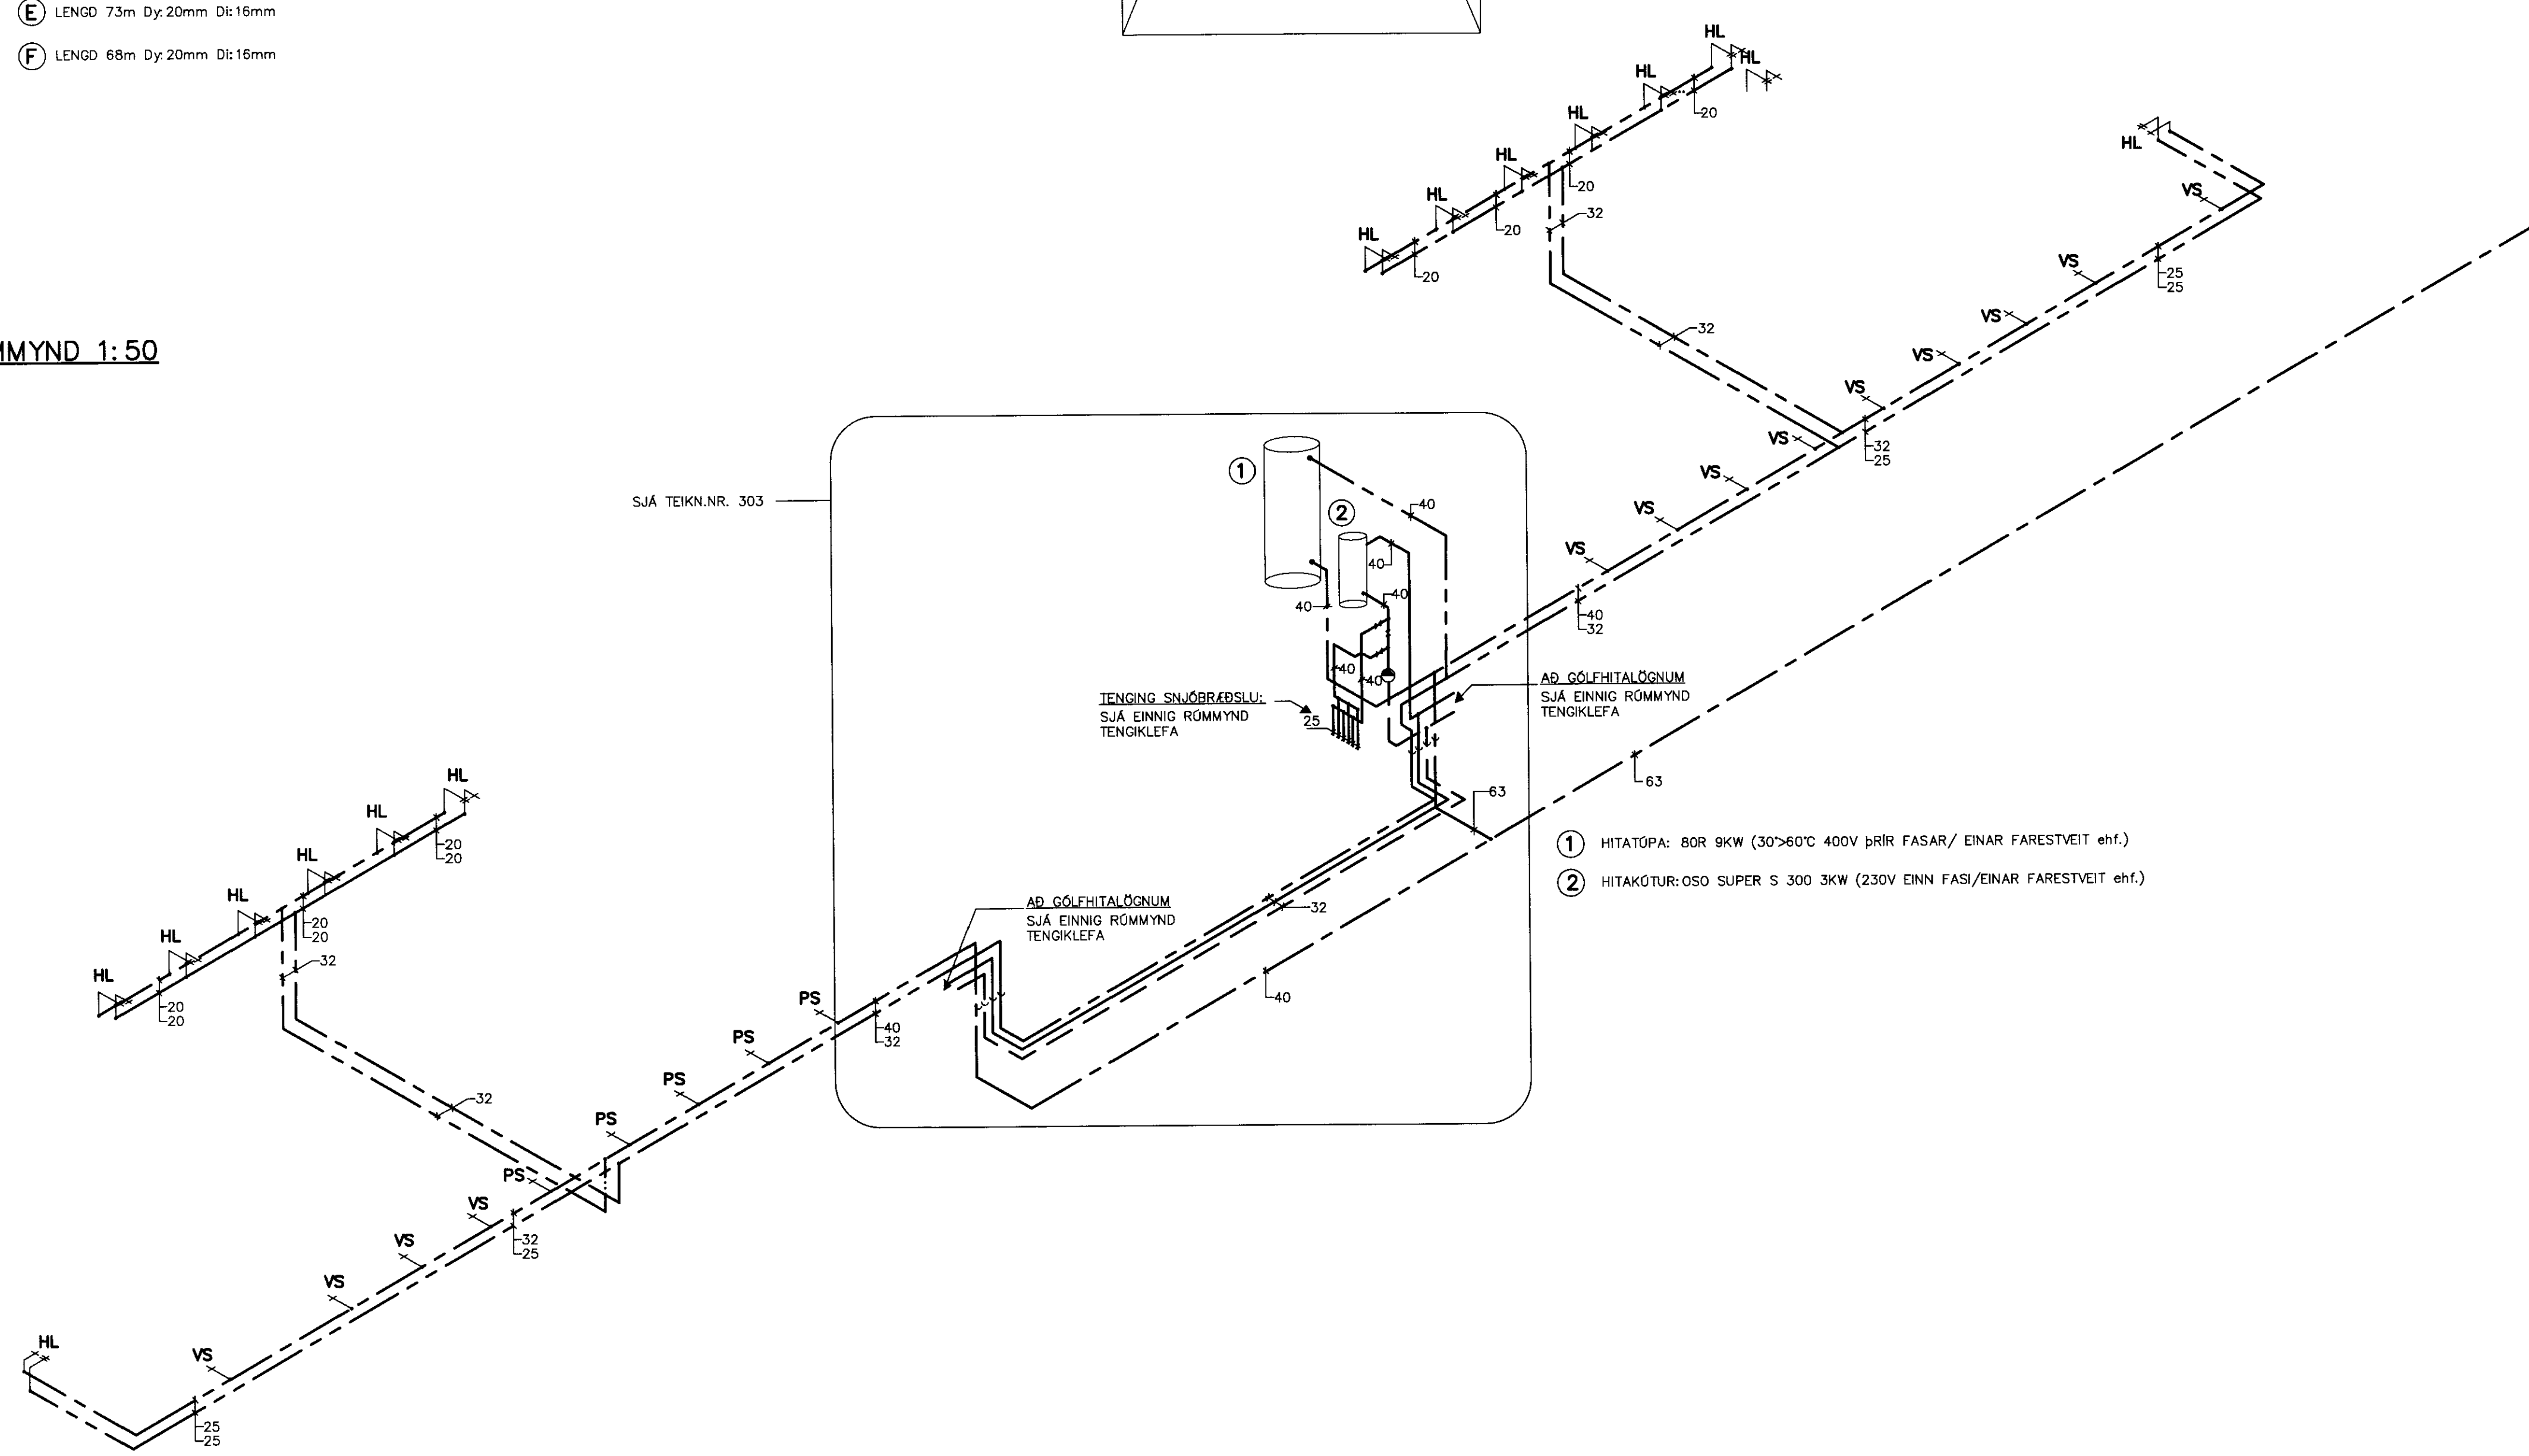 E LENGD 73m Dy:20mm Di:16mm
F LENGD 68m Dy:20mm Di:16mm
MMYND 1:50
HL
HL
HL
20
HL
HL
20
HL
20
32
HL
20
HL
VS
32
VS
25
25
VS
VS
VS
32
25
VS
VS
VS
VS
40
32
SJÁ TEIKN.NR. 303
1
2
40
40
40
40
40
40
TENGING SNJÓBRÆÐSLU:
SJÁ EINNIG RÚMMYND
TENGIKLEFA
25
AÐ GÓLFHITALÖGNUM
SJÁ EINNIG RÚMMYND
TENGIKLEFA
63
63
1 HITATÚPA: 80R 9KW (30°>60°C 400V ÞRÍR FASAR/ EINAR FARESTVEIT ehf.)
2 HITAKÚTUR: OSO SUPER S 300 3KW (230V EINN FASI/EINAR FARESTVEIT ehf.)
32
AÐ GÓLFHITALÖGNUM
SJÁ EINNIG RÚMMYND
TENGIKLEFA
40
HL
HL
20
20
HL
HL
20
20
HL
32
HL
20
20
PS
40
32
PS
PS
32
PS
PS
VS
32
25
VS
VS
HL
VS
25
25